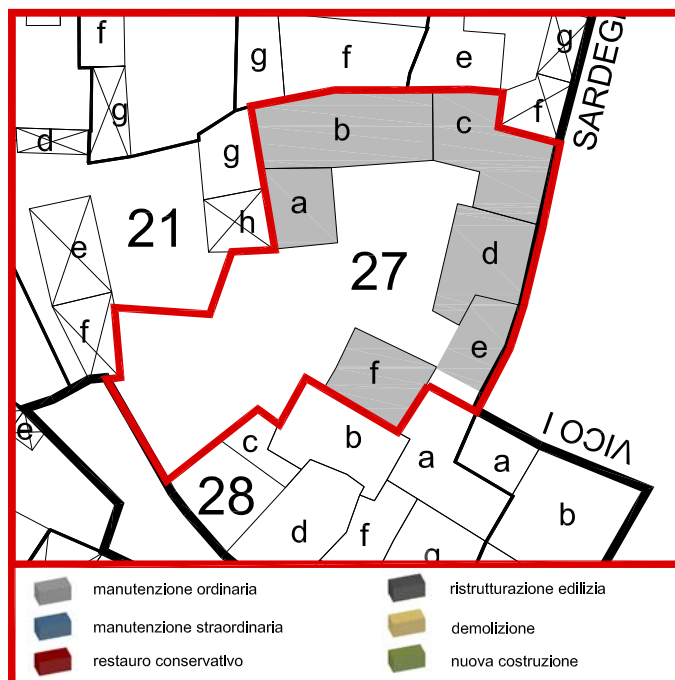 f
g
f
e
g
SARDEG
g
d
b
c
f
g
a
h
21
e
27
d
f
e
f
VICO I
e
c
b
a
a
28
b
d
f
g
manutenzione ordinaria
ristrutturazione edilizia
manutenzione straordinaria
demolizione
restauro conservativo
nuova costruzione